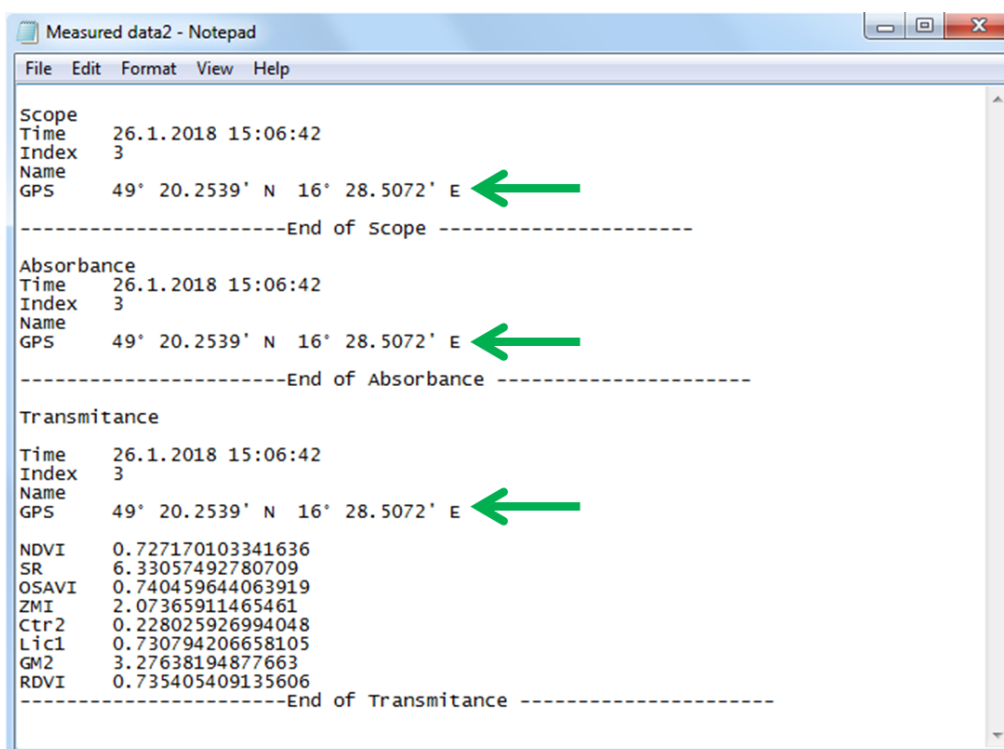 Measured data2 - Notepad
File Edit Format View Help
Scope
Time 26.1.2018 15:06:42
Index 3
Name
GPS 49° 20.2539' N 16° 28.5072' E
-----------------------End of Scope ----------------------
Absorbance
Time 26.1.2018 15:06:42
Index 3
Name
GPS 49° 20.2539' N 16° 28.5072' E
-----------------------End of Absorbance ----------------------
Transmitance
Time 26.1.2018 15:06:42
Index 3
Name
GPS 49° 20.2539' N 16° 28.5072' E
NDVI 0.727170103341636
SR 6.33057492780709
OSAVI 0.740459644063919
ZMI 2.07365911465461
Ctr2 0.228025926994048
Lic1 0.730794206658105
GM2 3.27638194877663
RDVI 0.735405409135606
-----------------------End of Transmitance ----------------------